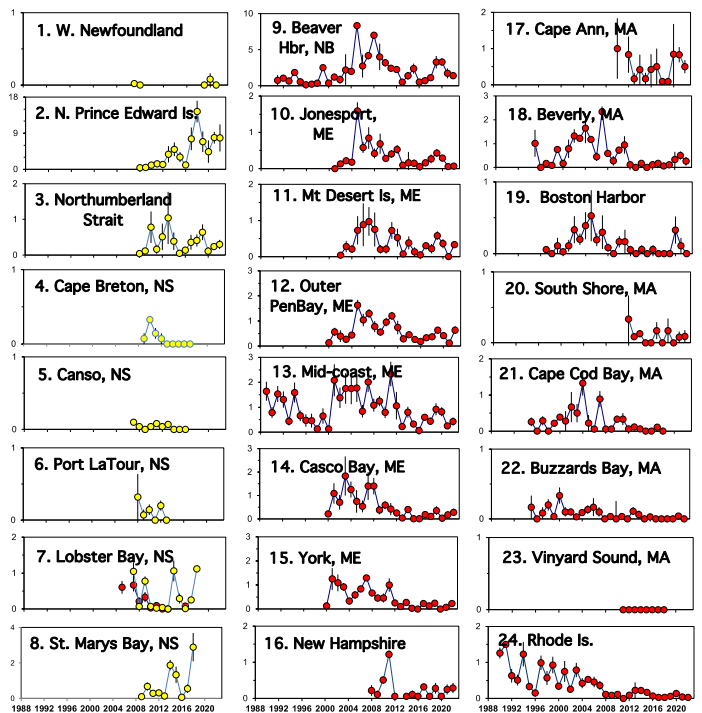 1
1. W. Newfoundland
0
18
2. N. Prince Edward Is.
9
0
2
3. Northumberland
Strait
1
0
1
4. Cape Breton, NS
0
1
5. Canso, NS
0
1
6. Port LaTour, NS
0
2
7. Lobster Bay, NS
1
0
4
8. St. Marys Bay, NS
2
0
1988 1992 1996 2000 2004 2008 2012 2016 2020
10
9. Beaver
Hbr, NB
5
0
2
10. Jonesport,
ME
1
0
2
11. Mt Desert Is, ME
1
0
3
12. Outer
PenBay, ME
2
1
0
3
13. Mid-coast, ME
2
1
0
3
14. Casco Bay, ME
2
1
0
3
15. York, ME
2
1
0
2
16. New Hampshire
1
0
1988 1992 1996 2000 2004 2008 2012 2016 2020
2
17. Cape Ann, MA
1
0
3
18. Beverly, MA
2
1
0
1
19. Boston Harbor
0
1
20. South Shore, MA
0
2
21. Cape Cod Bay, MA
1
0
1
22. Buzzards Bay, MA
0
1
23. Vinyard Sound, MA
0
2
24. Rhode Is.
1
0
1988 1992 1996 2000 2004 2008 2012 2016 2020